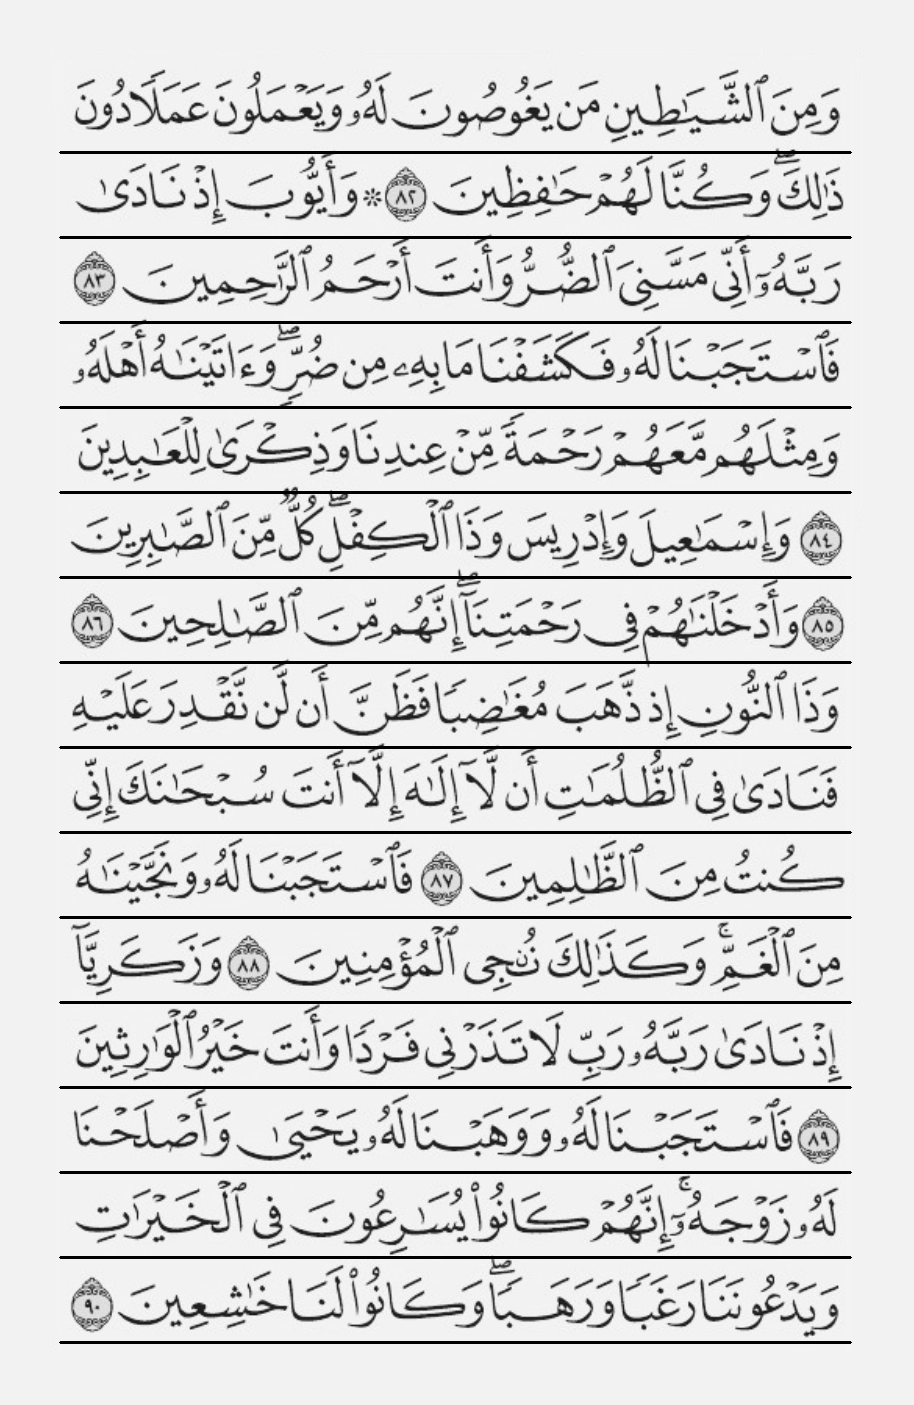 وَمِنَ ٱلشَّيَـٰطِينِ مَن يَغُوصُونَ لَهُۥ وَيَعْمَلُونَ عَمَلًا دُونَ
ذَٰلِكَۖ وَكُنَّا لَهُمْ حَـٰفِظِينَ ٨٢ ۞ وَأَيُّوبَ إِذْ نَادَىٰ
رَبَّهُۥٓ أَنِّى مَسَّنِىَ ٱلضُّرُّ وَأَنتَ أَرْحَمُ ٱلرَّٰحِمِينَ ٨٣
فَٱسْتَجَبْنَا لَهُۥ فَكَشَفْنَا مَا بِهِۦ مِن ضُرٍّۖ وَءَاتَيْنَـٰهُ أَهْلَهُۥ
وَمِثْلَهُم مَّعَهُمْ رَحْمَةً مِّنْ عِندِنَا وَذِكْرَىٰ لِلْعَـٰبِدِينَ
٨٤ وَإِسْمَـٰعِيلَ وَإِدْرِيسَ وَذَا ٱلْكِفْلِۖ كُلٌّ مِّنَ ٱلصَّـٰبِرِينَ
٨٥ وَأَدْخَلْنَـٰهُمْ فِى رَحْمَتِنَآۖ إِنَّهُم مِّنَ ٱلصَّـٰلِحِينَ ٨٦
وَذَا ٱلنُّونِ إِذ ذَّهَبَ مُغَـٰضِبًا فَظَنَّ أَن لَّن نَّقْدِرَ عَلَيْهِ
فَنَادَىٰ فِى ٱلظُّلُمَـٰتِ أَن لَّآ إِلَـٰهَ إِلَّآ أَنتَ سُبْحَـٰنَكَ إِنِّى
كُنتُ مِنَ ٱلظَّـٰلِمِينَ ٨٧ فَٱسْتَجَبْنَا لَهُۥ وَنَجَّيْنَـٰهُ
مِنَ ٱلْغَمِّۚ وَكَذَٰلِكَ نُـۨجِى ٱلْمُؤْمِنِينَ ٨٨ وَزَكَرِيَّآ
إِذْ نَادَىٰ رَبَّهُۥ رَبِّ لَا تَذَرْنِى فَرْدًا وَأَنتَ خَيْرُ ٱلْوَٰرِثِينَ
٨٩ فَٱسْتَجَبْنَا لَهُۥ وَوَهَبْنَا لَهُۥ يَحْيَىٰ وَأَصْلَحْنَا
لَهُۥ زَوْجَهُۥٓۚ إِنَّهُمْ كَانُوا۟ يُسَـٰرِعُونَ فِى ٱلْخَيْرَٰتِ
وَيَدْعُونَنَا رَغَبًا وَرَهَبًاۖ وَكَانُوا۟ لَنَا خَـٰشِعِينَ ٩٠